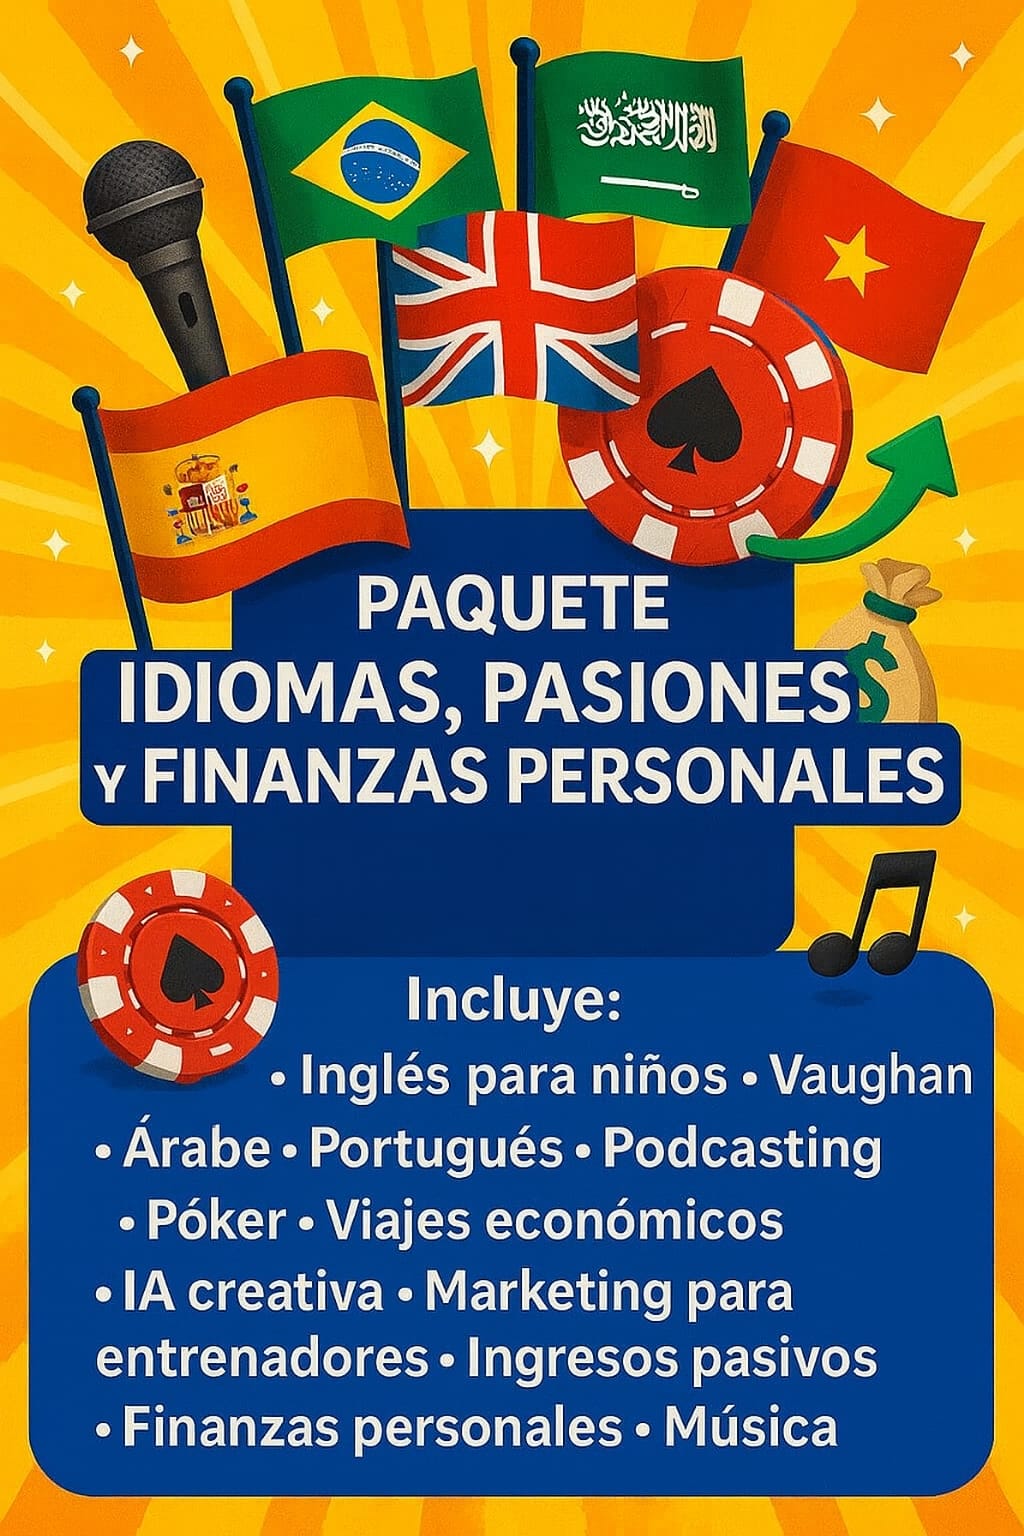 PAQUETE
IDIOMAS, PASIONES
Y FINANZAS PERSONALES
Incluye:
• Inglés para niños • Vaughan
• Árabe • Portugués • Podcasting
• Póker • Viajes económicos
• IA creativa • Marketing para
entrenadores • Ingresos pasivos
• Finanzas personales • Música
$